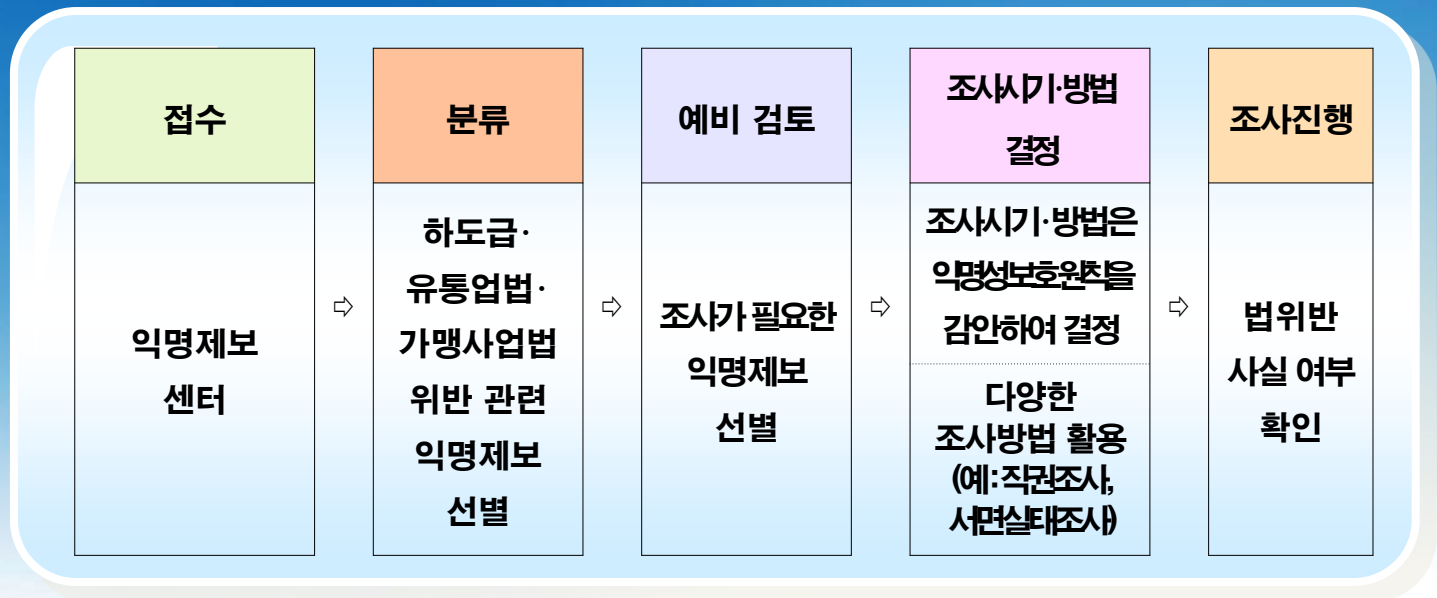 접수
익명제보
센터
⇨
분류
하도급·
유통업법·
가맹사업법
위반 관련
익명제보
선별
⇨
예비 검토
조사가 필요한
익명제보
선별
⇨
조사시기·방법
결정
조사시기·방법은
익명성보호원칙을
감안하여 결정
다양한
조사방법 활용
(예:직권조사,
서면실태조사)
⇨
조사진행
법위반
사실 여부
확인